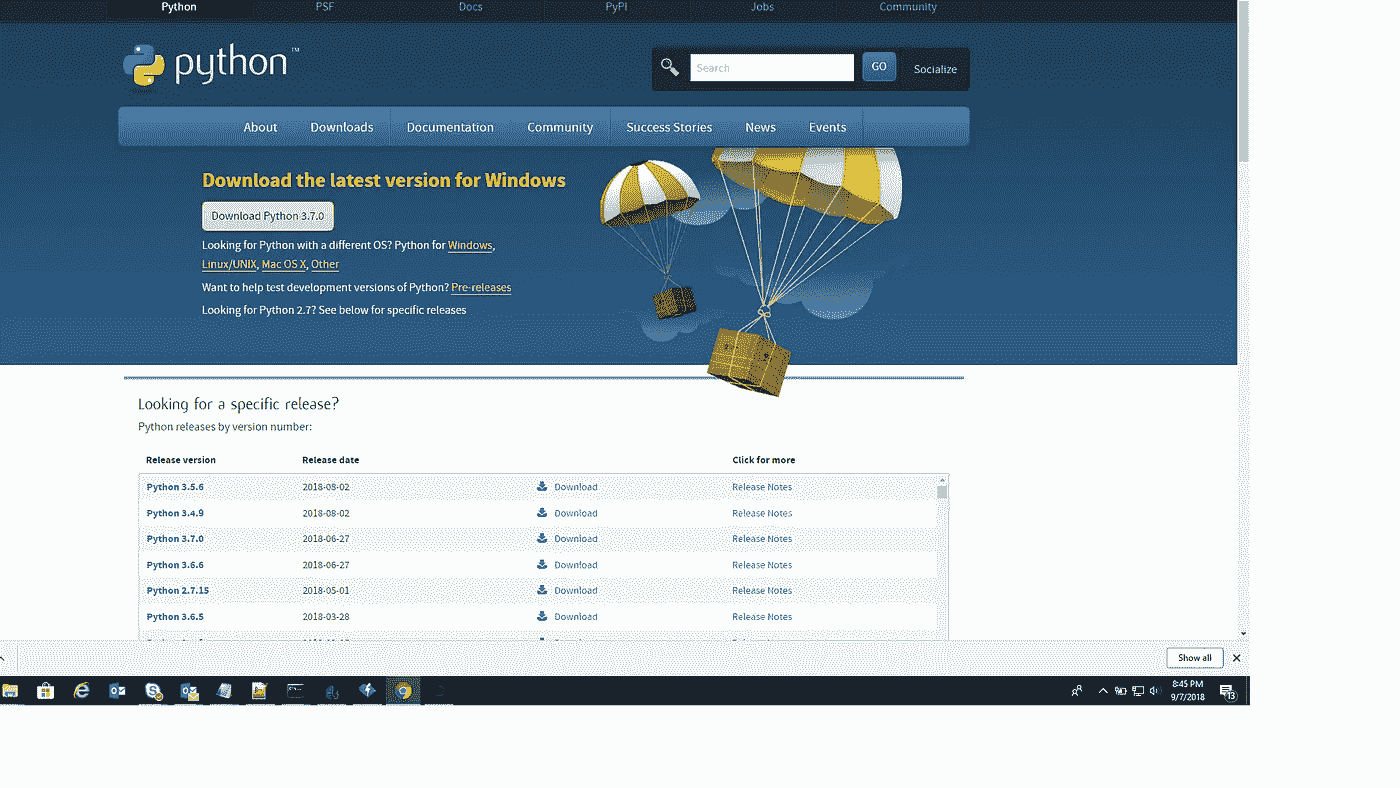 Python PSF Docs PyPI Jobs Community
python™
Search GO Socialize
About Downloads Documentation Community Success Stories News Events
Download the latest version for Windows
Download Python 3.7.0
Looking for Python with a different OS? Python for Windows,
Linux/UNIX, Mac OS X, Other
Want to help test development versions of Python? Pre-releases
Looking for Python 2.7? See below for specific releases
Looking for a specific release?
Python releases by version number:
Release version Release date Click for more
Python 3.5.6 2018-08-02 Download Release Notes
Python 3.4.9 2018-08-02 Download Release Notes
Python 3.7.0 2018-06-27 Download Release Notes
Python 3.6.6 2018-06-27 Download Release Notes
Python 2.7.15 2018-05-01 Download Release Notes
Python 3.6.5 2018-03-28 Download Release Notes
Show all
8:45 PM
9/7/2018
13